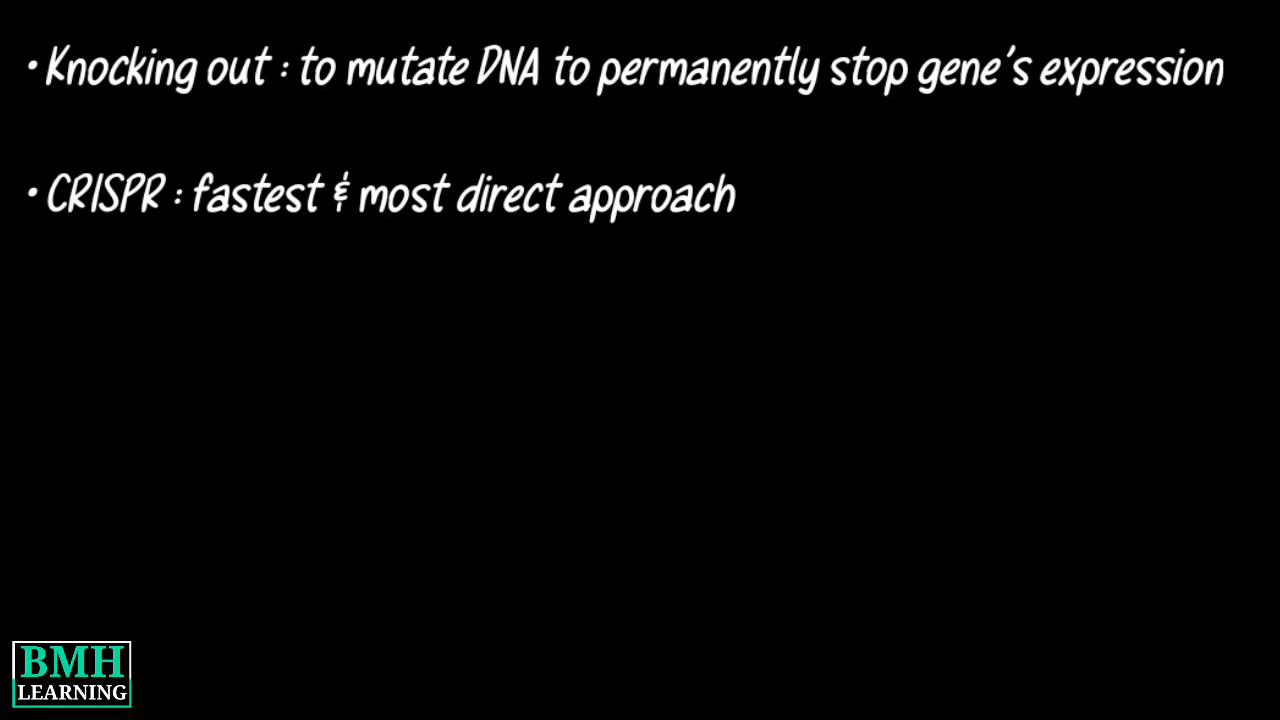 • Knocking out : to mutate DNA to permanently stop gene's expression
• CRISPR : fastest & most direct approach
BMH
LEARNING